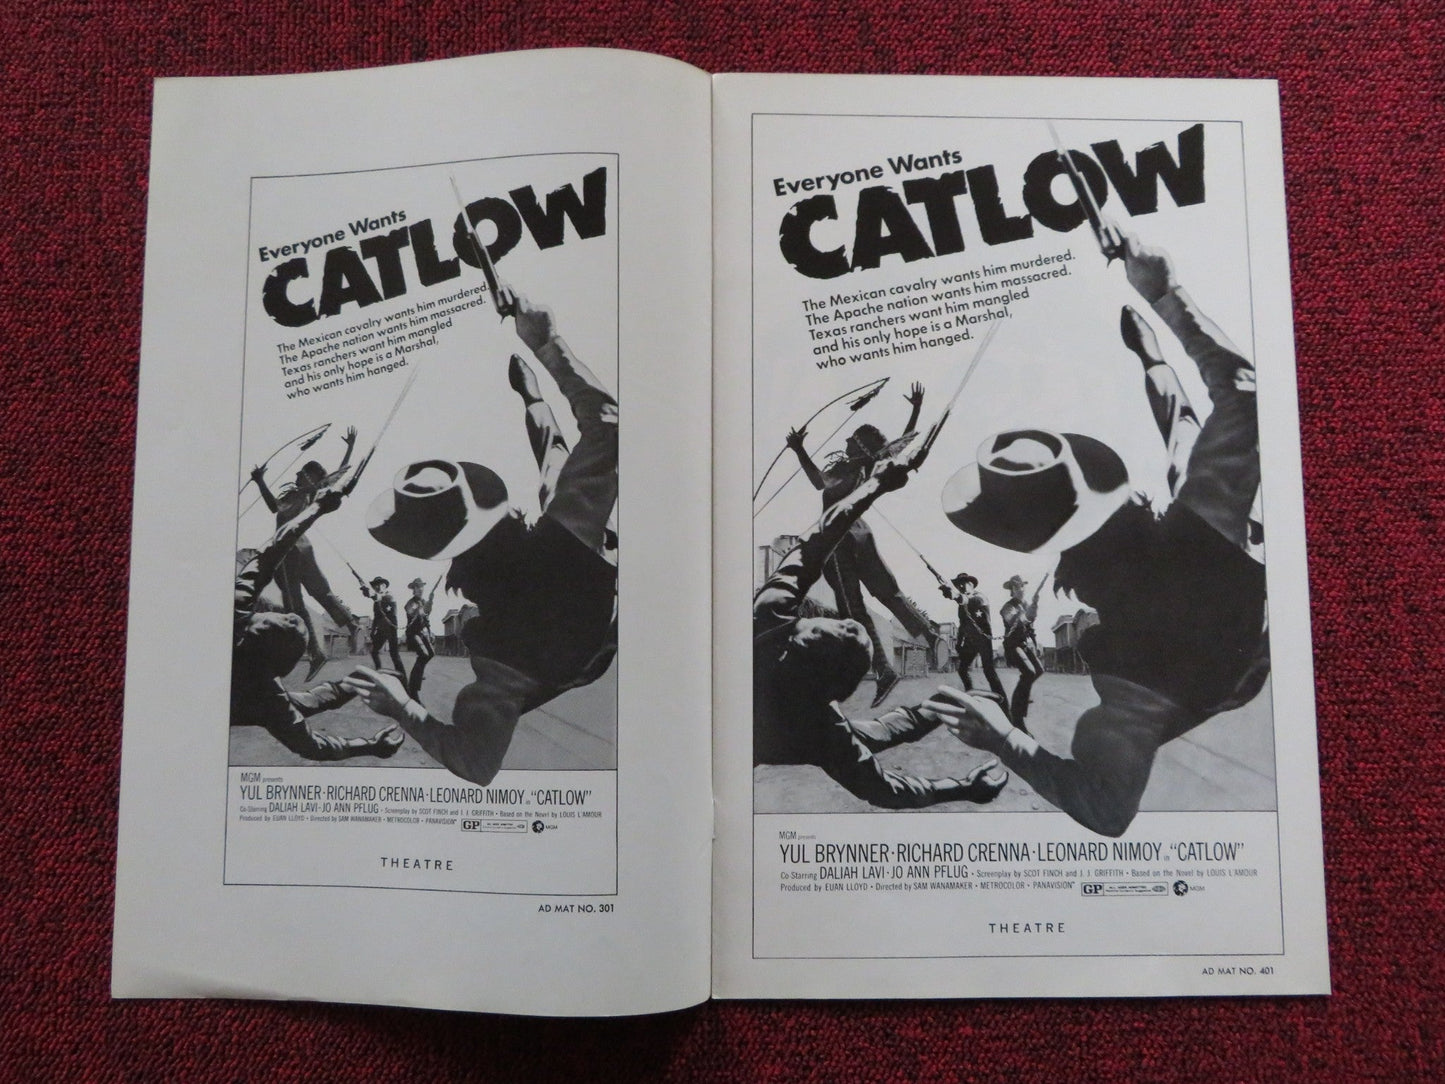 Everyone Wants
CATLOW
The Mexican cavalry wants him murdered.
The Apache nation wants him massacred.
Texas ranchers want him mangled
and his only hope is a Marshal,
who wants him hanged.
MGM presents
YUL BRYNNER·RICHARD CRENNA·LEONARD NIMOY in "CATLOW"
Co-Starring DALIAH LAVI·JO ANN PFLUG · Screenplay by SCOT FINCH and J. J. GRIFFITH · Based on the Novel by LOUIS L'AMOUR
Produced by EUAN LLOYD · Directed by SAM WANAMAKER · METROCOLOR · PANAVISION® GP MGM
THEATRE
AD MAT NO. 301
Everyone Wants
CATLOW
The Mexican cavalry wants him murdered.
The Apache nation wants him massacred.
Texas ranchers want him mangled
and his only hope is a Marshal,
who wants him hanged.
MGM presents
YUL BRYNNER·RICHARD CRENNA·LEONARD NIMOY in "CATLOW"
Co-Starring DALIAH LAVI·JO ANN PFLUG · Screenplay by SCOT FINCH and J. J. GRIFFITH · Based on the Novel by LOUIS L'AMOUR
Produced by EUAN LLOYD · Directed by SAM WANAMAKER · METROCOLOR · PANAVISION® GP MGM
THEATRE
AD MAT NO. 401